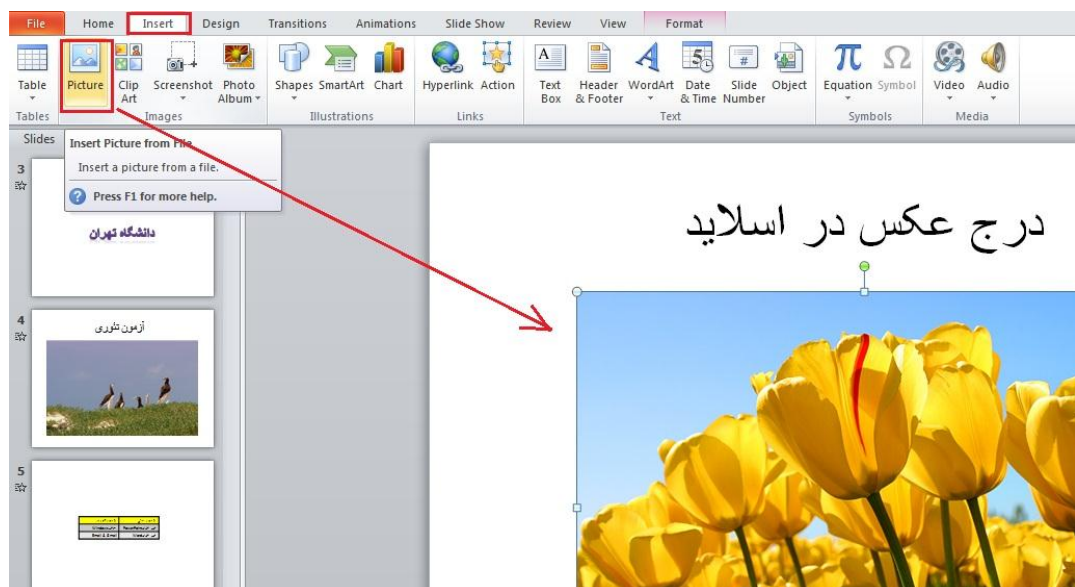 File Home Insert Design Transitions Animations Slide Show Review View Format
Table Picture Clip Art Screenshot Photo Album Shapes SmartArt Chart Hyperlink Action Text Box Header & Footer WordArt Date & Time Slide Number Object Equation Symbol Video Audio
Tables Images Illustrations Links Text Symbols Media
Slides
Insert Picture from File
Insert a picture from a file.
Press F1 for more help.
3
دانشگاه تهران
4
آزمون تئوری
5
درج عکس در اسلاید